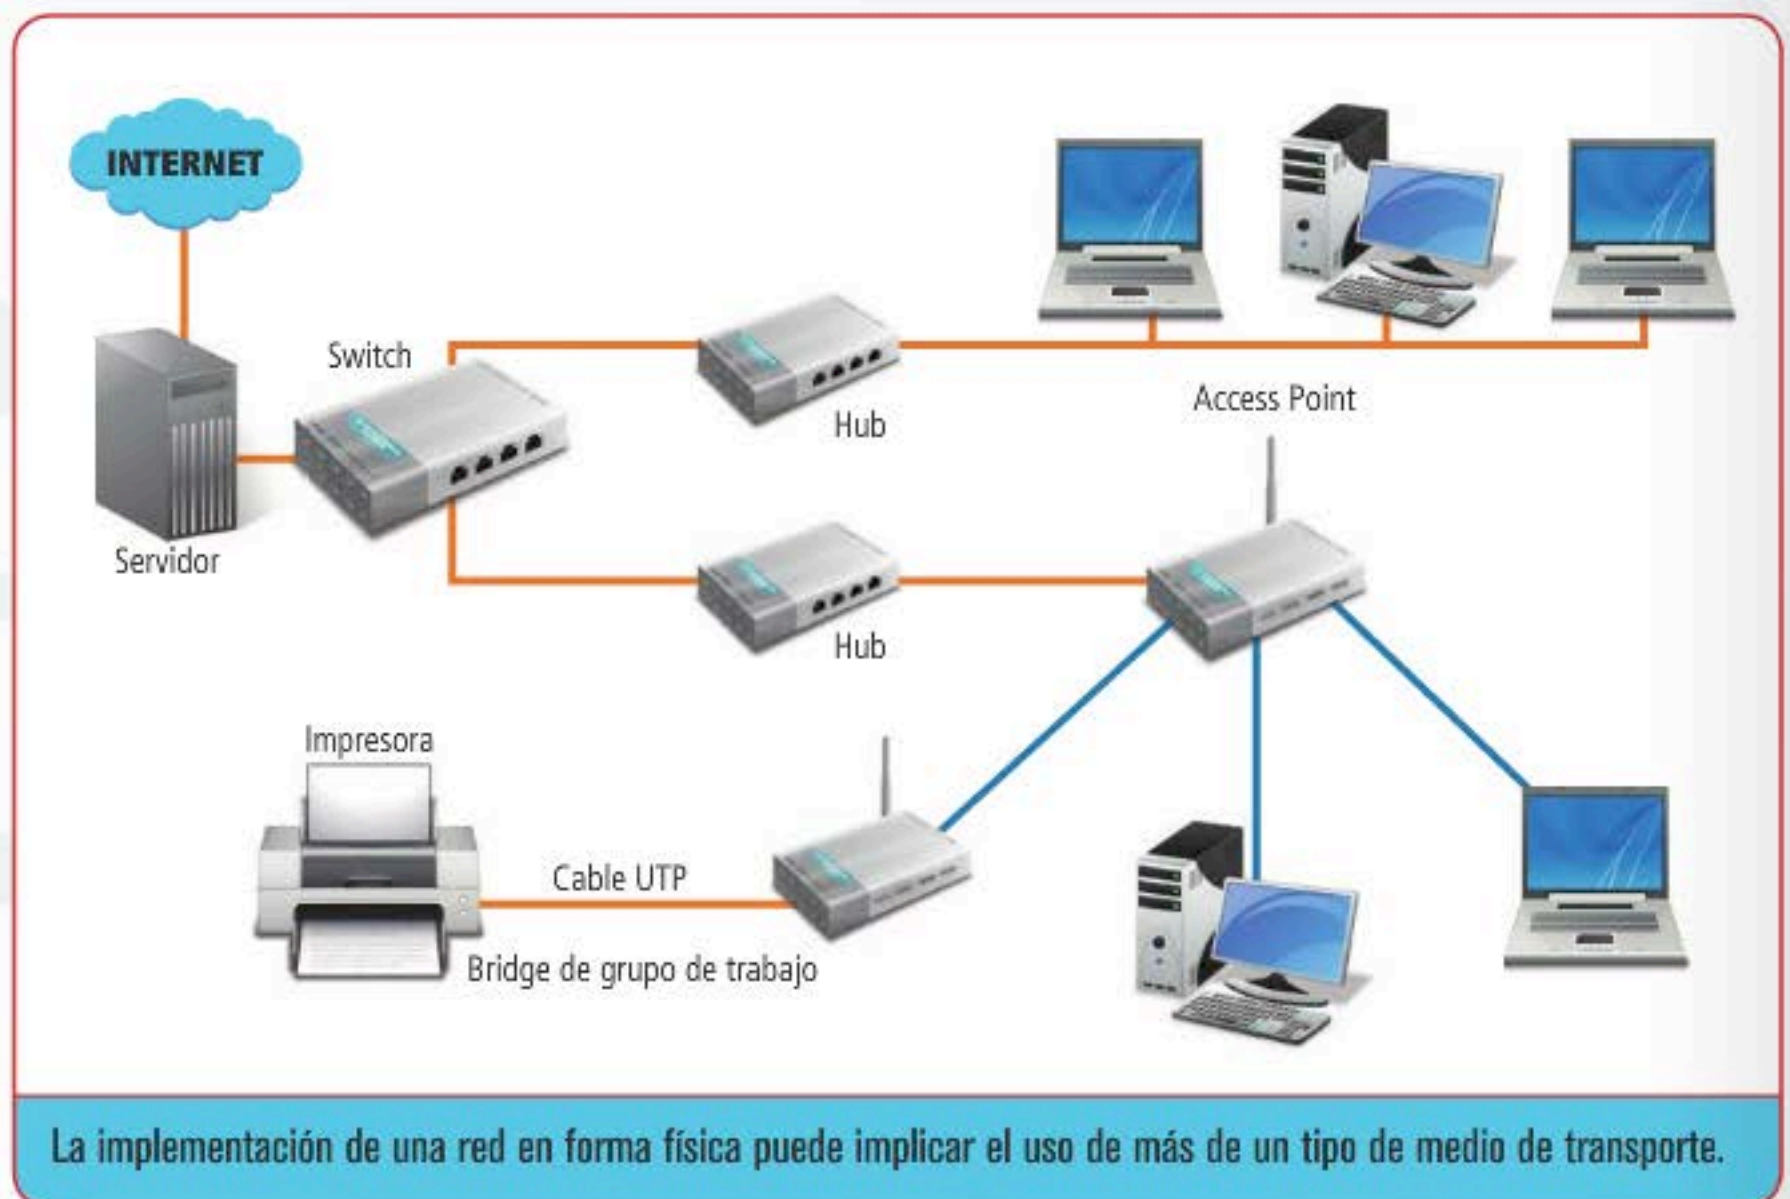 INTERNET
Switch
Hub
Access Point
Servidor
Hub
Impresora
Cable UTP
Bridge de grupo de trabajo
La implementación de una red en forma física puede implicar el uso de más de un tipo de medio de transporte.